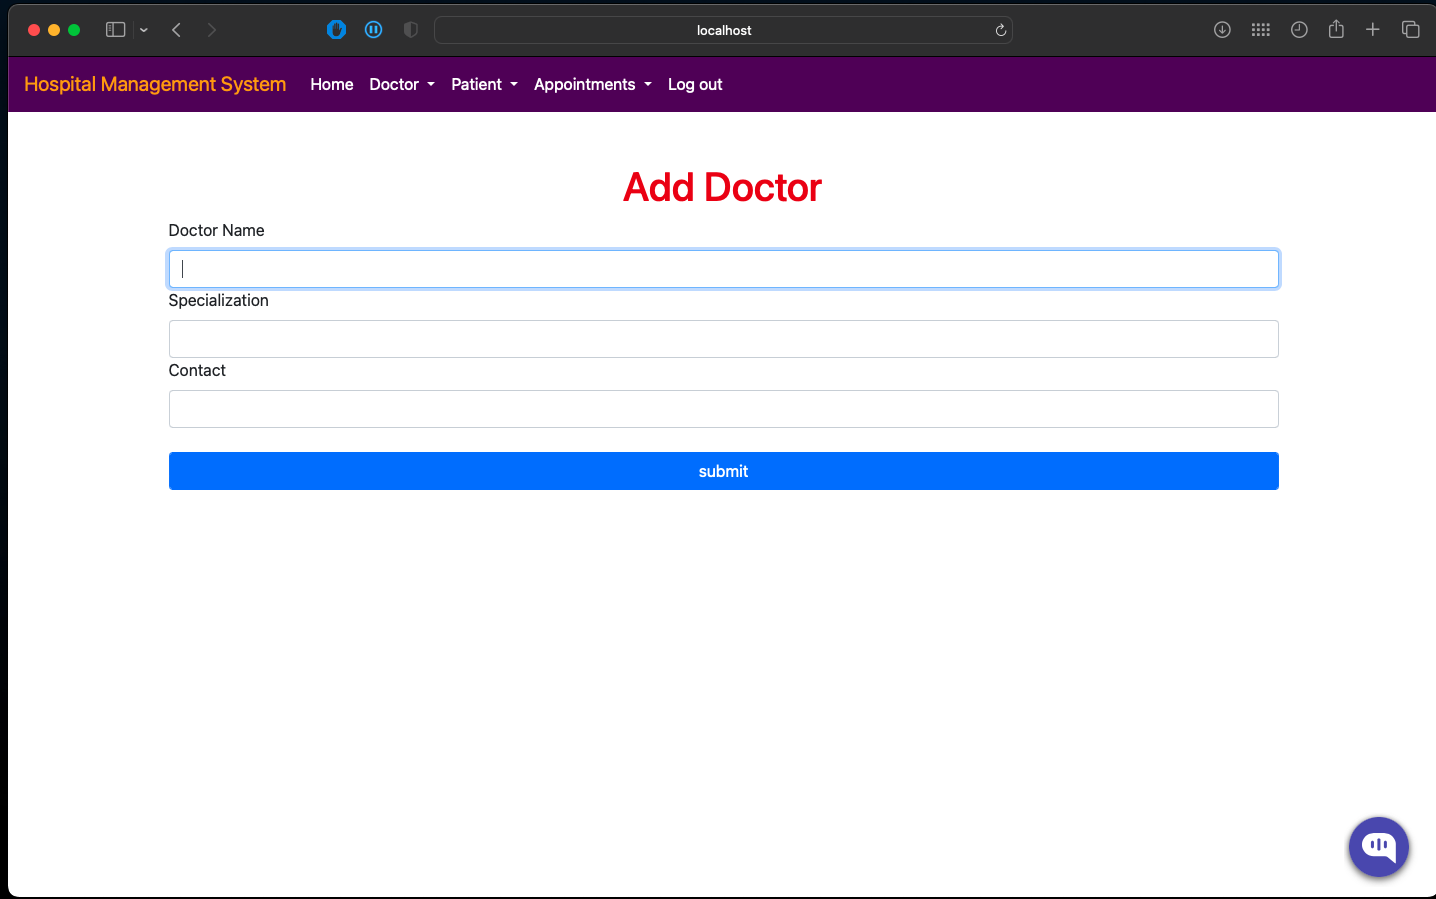 localhost
Hospital Management System Home Doctor Patient Appointments Log out
Add Doctor
Doctor Name
Specialization
Contact
submit